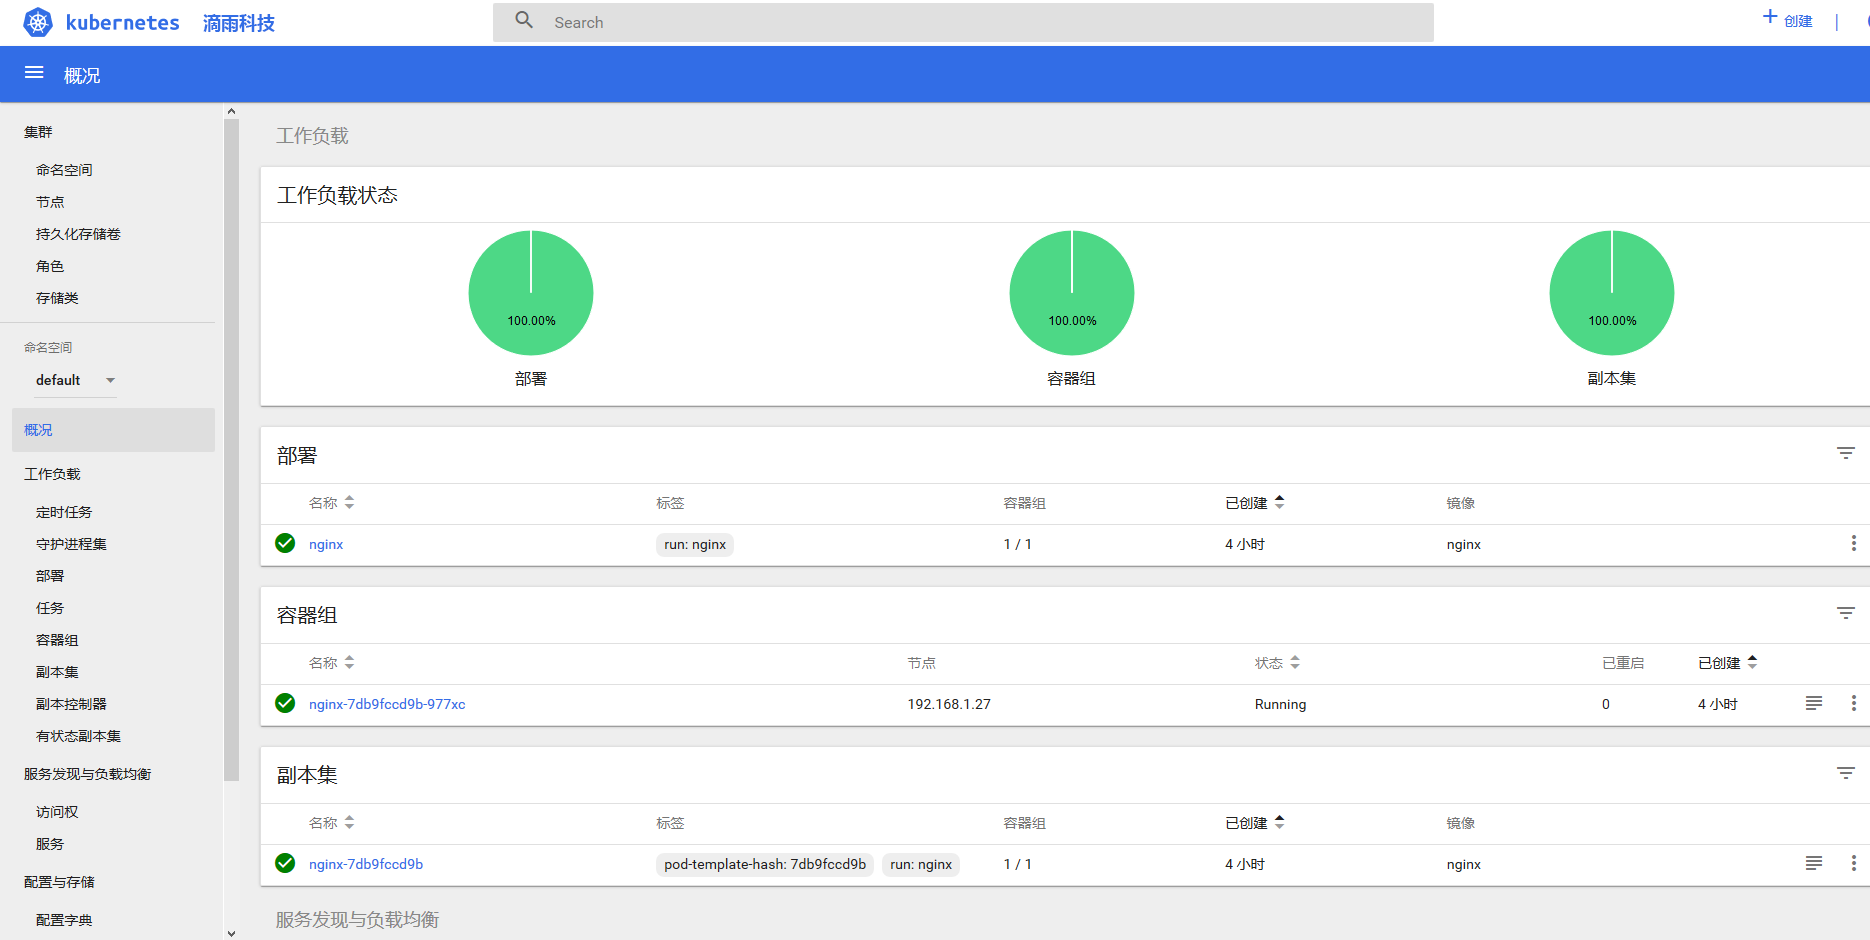 kubernetes 滴雨科技
Search
创建
概况
集群
命名空间
节点
持久化存储卷
角色
存储类
命名空间
default
概况
工作负载
定时任务
守护进程集
部署
任务
容器组
副本集
副本控制器
有状态副本集
服务发现与负载均衡
访问权
服务
配置与存储
配置字典
工作负载
工作负载状态
100.00% 100.00% 100.00%
部署 容器组 副本集
部署
名称 标签 容器组 已创建 镜像
nginx run: nginx 1 / 1 4 小时 nginx
容器组
名称 节点 状态 已重启 已创建
nginx-7db9fccd9b-977xc 192.168.1.27 Running 0 4 小时
副本集
名称 标签 容器组 已创建 镜像
nginx-7db9fccd9b pod-template-hash: 7db9fccd9b run: nginx 1 / 1 4 小时 nginx
服务发现与负载均衡